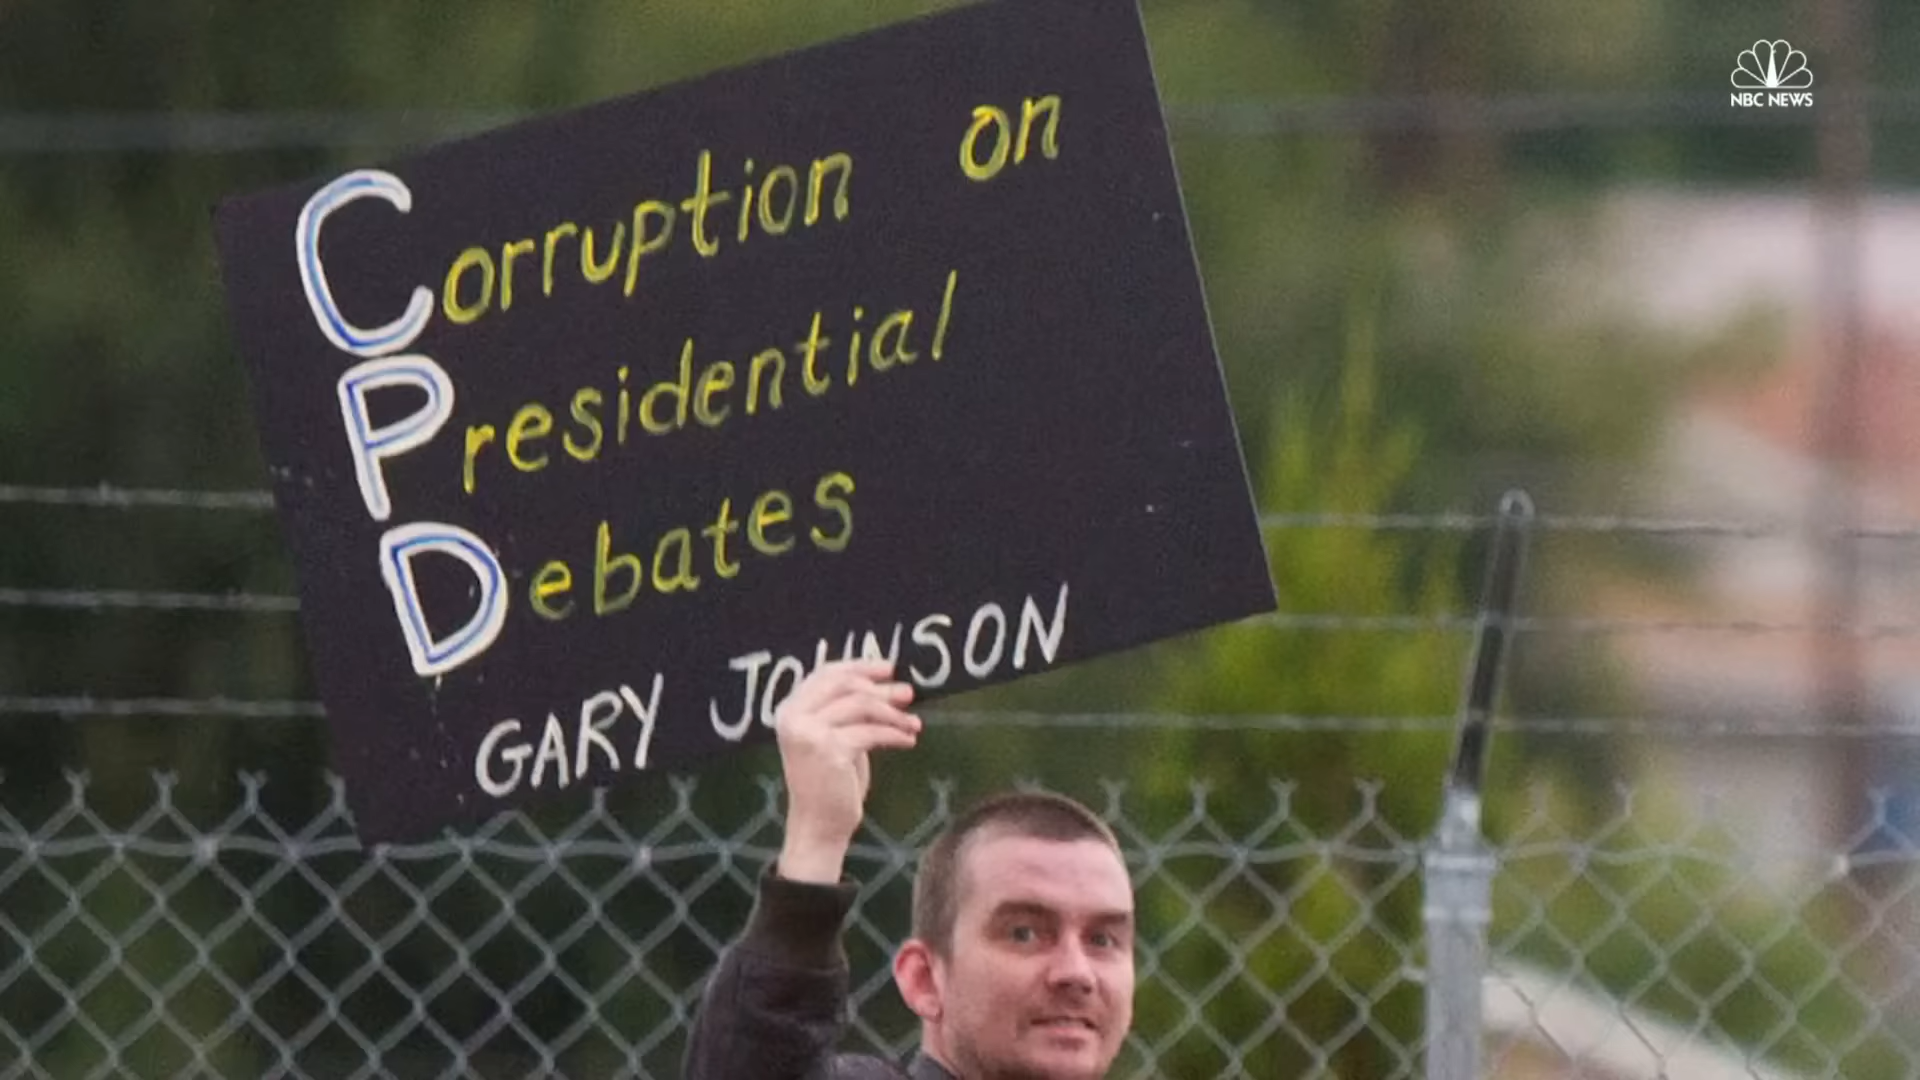 NBC NEWS
Corruption on
Presidential
Debates
GARY JOHNSON